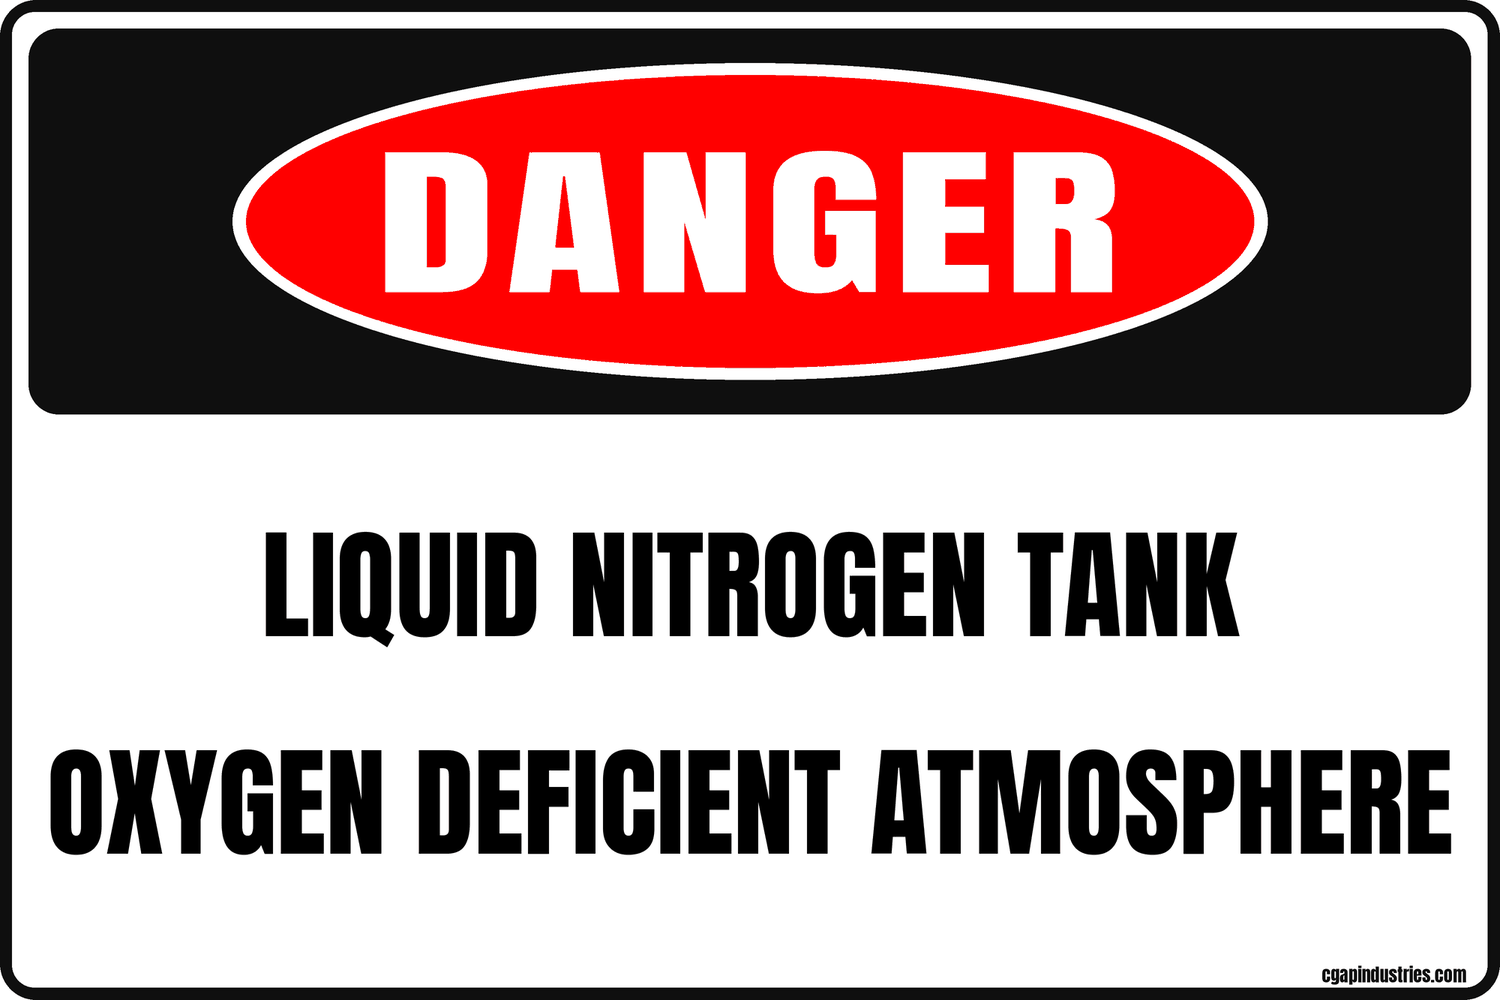 DANGER
LIQUID NITROGEN TANK
OXYGEN DEFICIENT ATMOSPHERE
cgapindustries.com